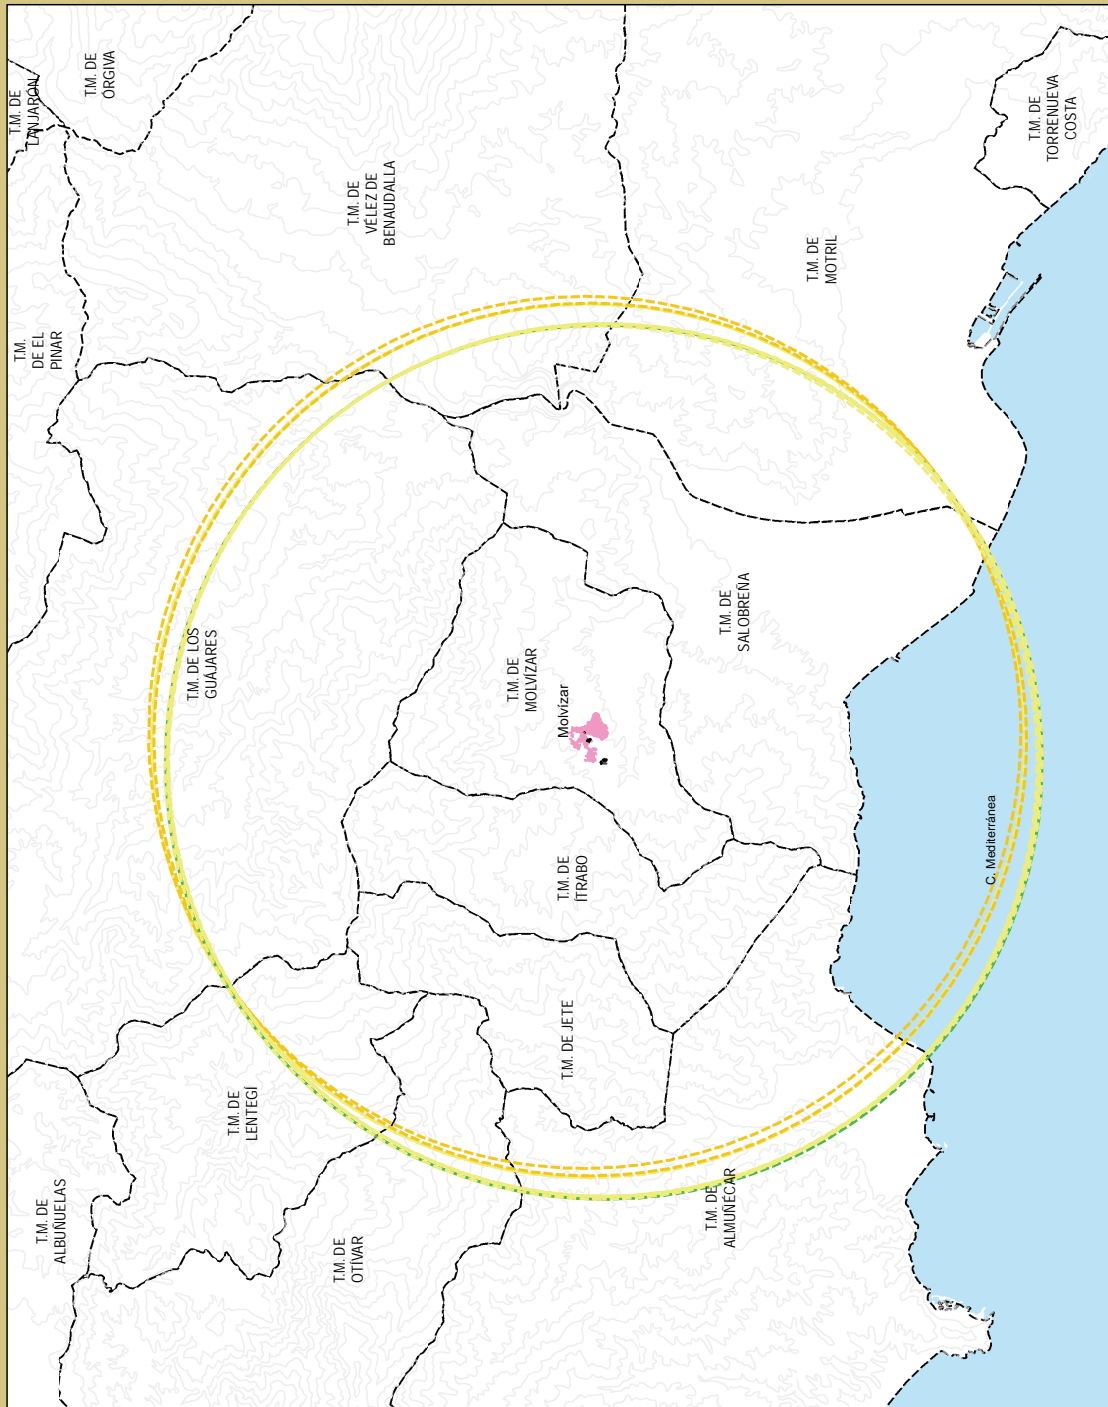 T.M. DE
LANJARÓN
T.M. DE
ÓRGIVA
T.M. DE
TORRENUEVA
COSTA
T.M. DE
VÉLEZ DE
BENAUDALLA
T.M. DE
MOTRIL
T.M.
DE EL
PINAR
T.M. DE LOS
GUÁJARES
T.M. DE
MOLVÍZAR
Molvízar
T.M. DE
SALOBREÑA
T.M. DE
ÍTRABO
C. Mediterránea
T.M. DE JETE
T.M. DE
LENTEGÍ
T.M. DE
ALBUÑUELAS
T.M. DE
OTÍVAR
T.M. DE
ALMUÑÉCAR